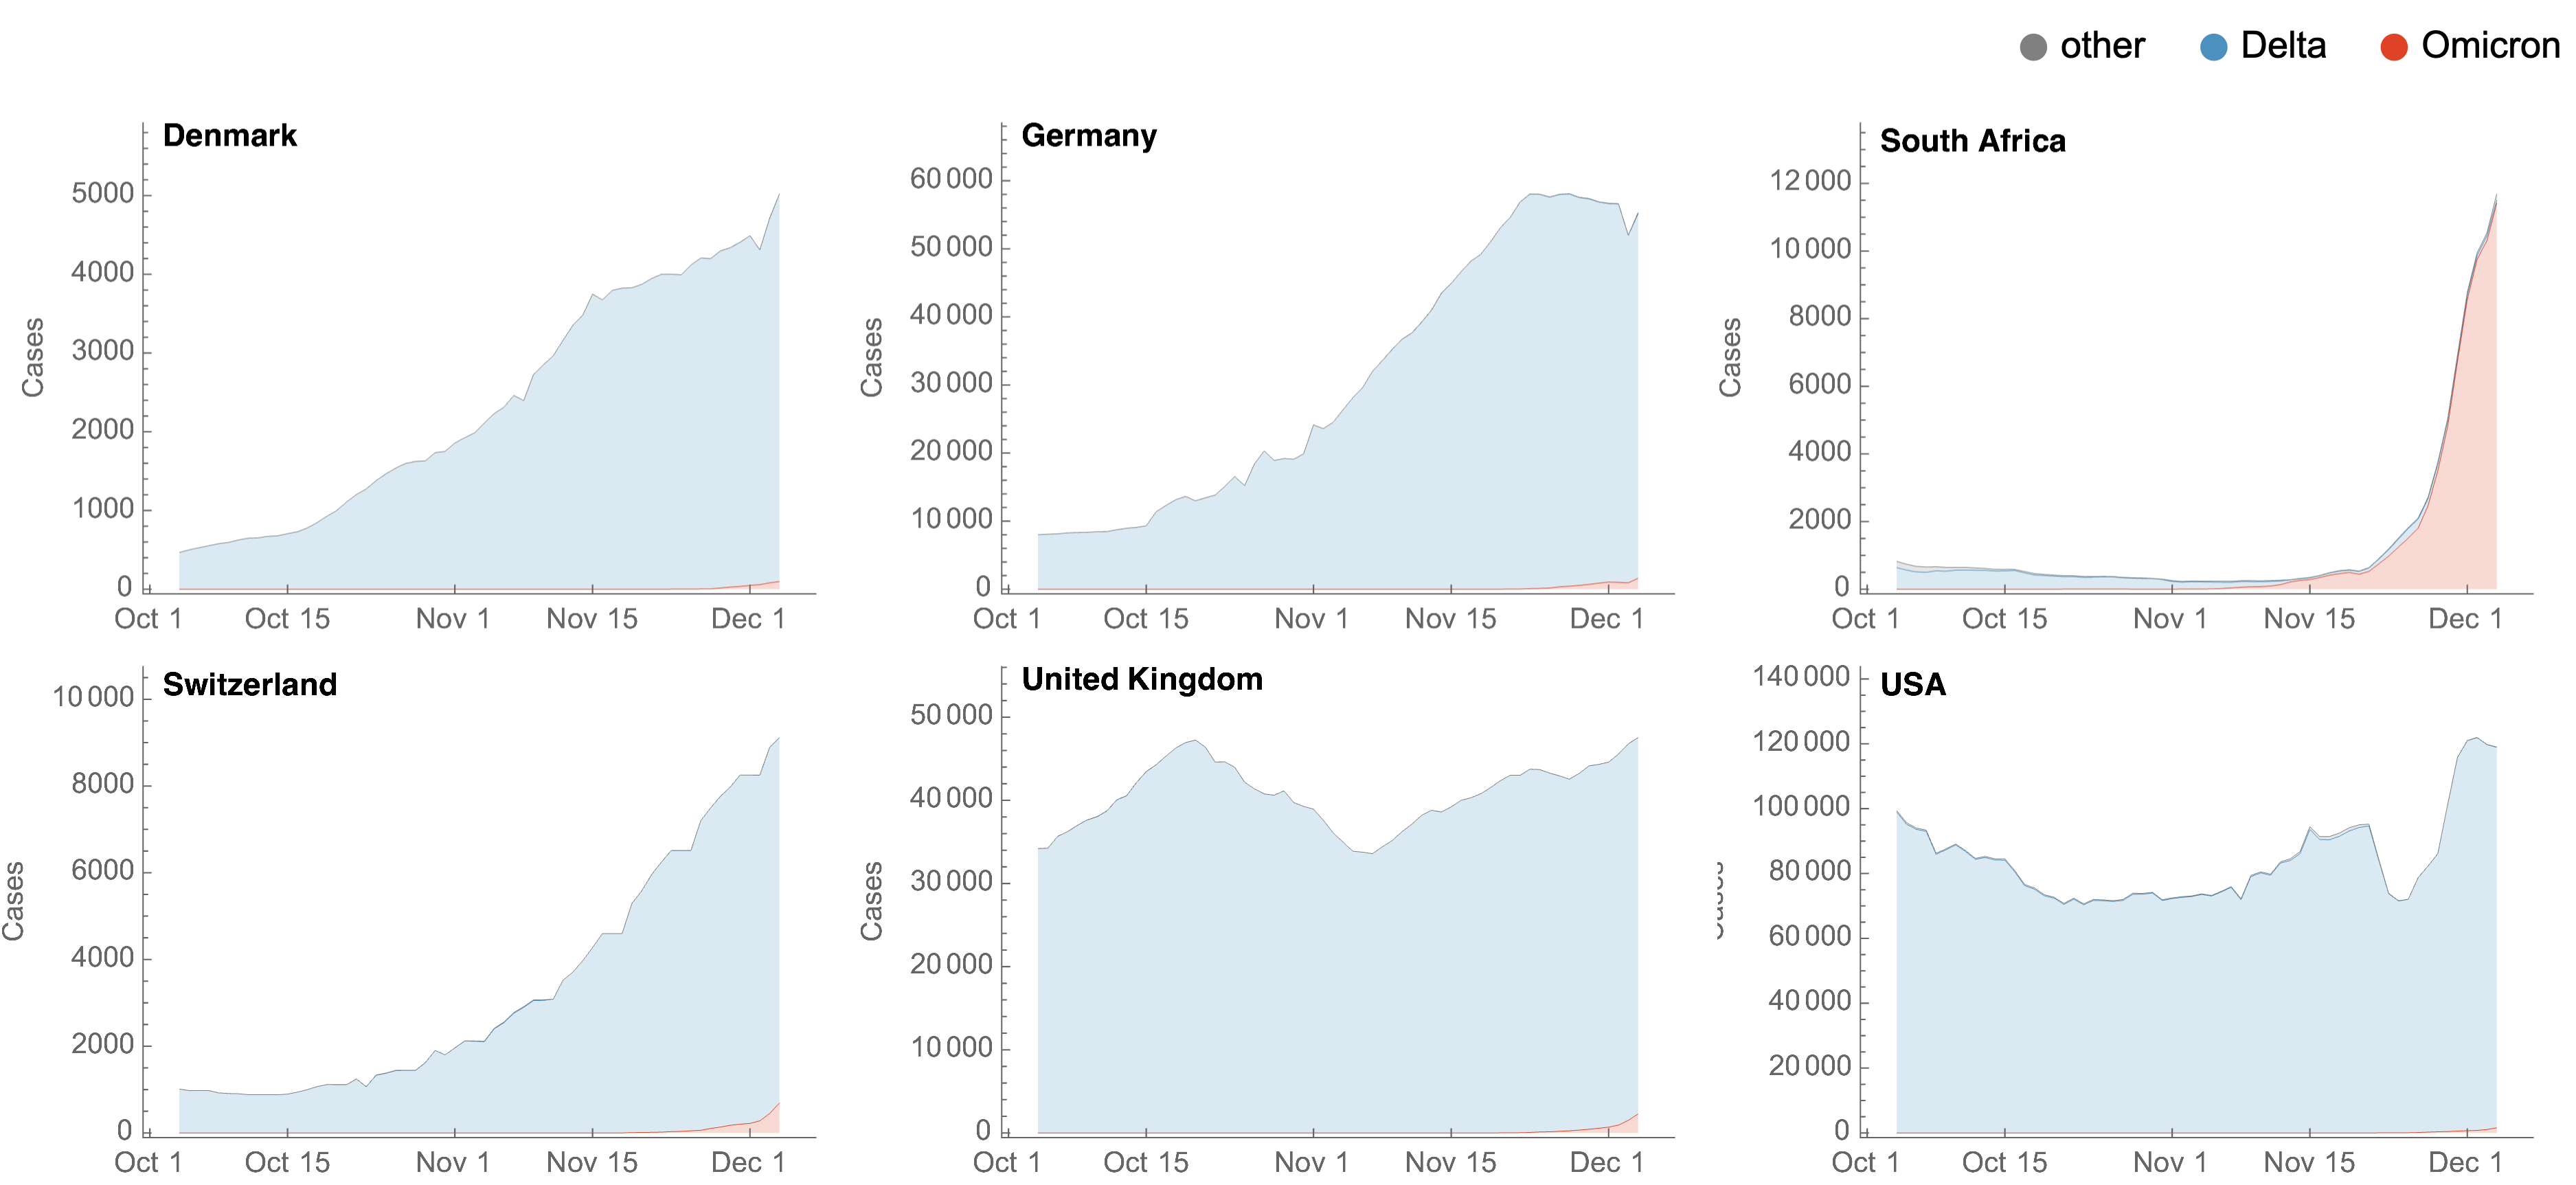 other Delta Omicron
Denmark
5000
4000
3000
2000
1000
0
Cases
Oct 1 Oct 15 Nov 1 Nov 15 Dec 1
Germany
60 000
50 000
40 000
30 000
20 000
10 000
0
Cases
Oct 1 Oct 15 Nov 1 Nov 15 Dec 1
South Africa
12 000
10 000
8000
6000
4000
2000
0
Cases
Oct 1 Oct 15 Nov 1 Nov 15 Dec 1
Switzerland
10 000
8000
6000
4000
2000
0
Cases
Oct 1 Oct 15 Nov 1 Nov 15 Dec 1
United Kingdom
50 000
40 000
30 000
20 000
10 000
0
Cases
Oct 1 Oct 15 Nov 1 Nov 15 Dec 1
USA
140 000
120 000
100 000
80 000
60 000
40 000
20 000
0
Cases
Oct 1 Oct 15 Nov 1 Nov 15 Dec 1